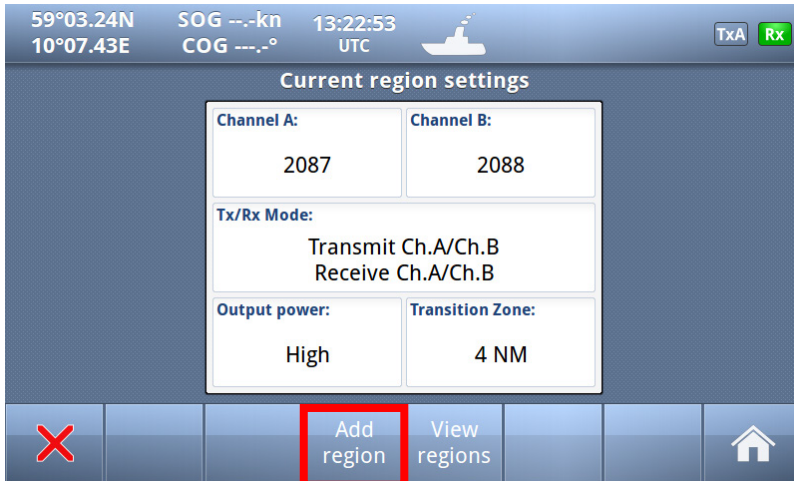 59°03.24N SOG --.-kn 13:22:53
10°07.43E COG ---.-° UTC
TxA Rx
Current region settings
Channel A: Channel B:
2087 2088
Tx/Rx Mode:
Transmit Ch.A/Ch.B
Receive Ch.A/Ch.B
Output power: Transition Zone:
High 4 NM
Add View
region regions